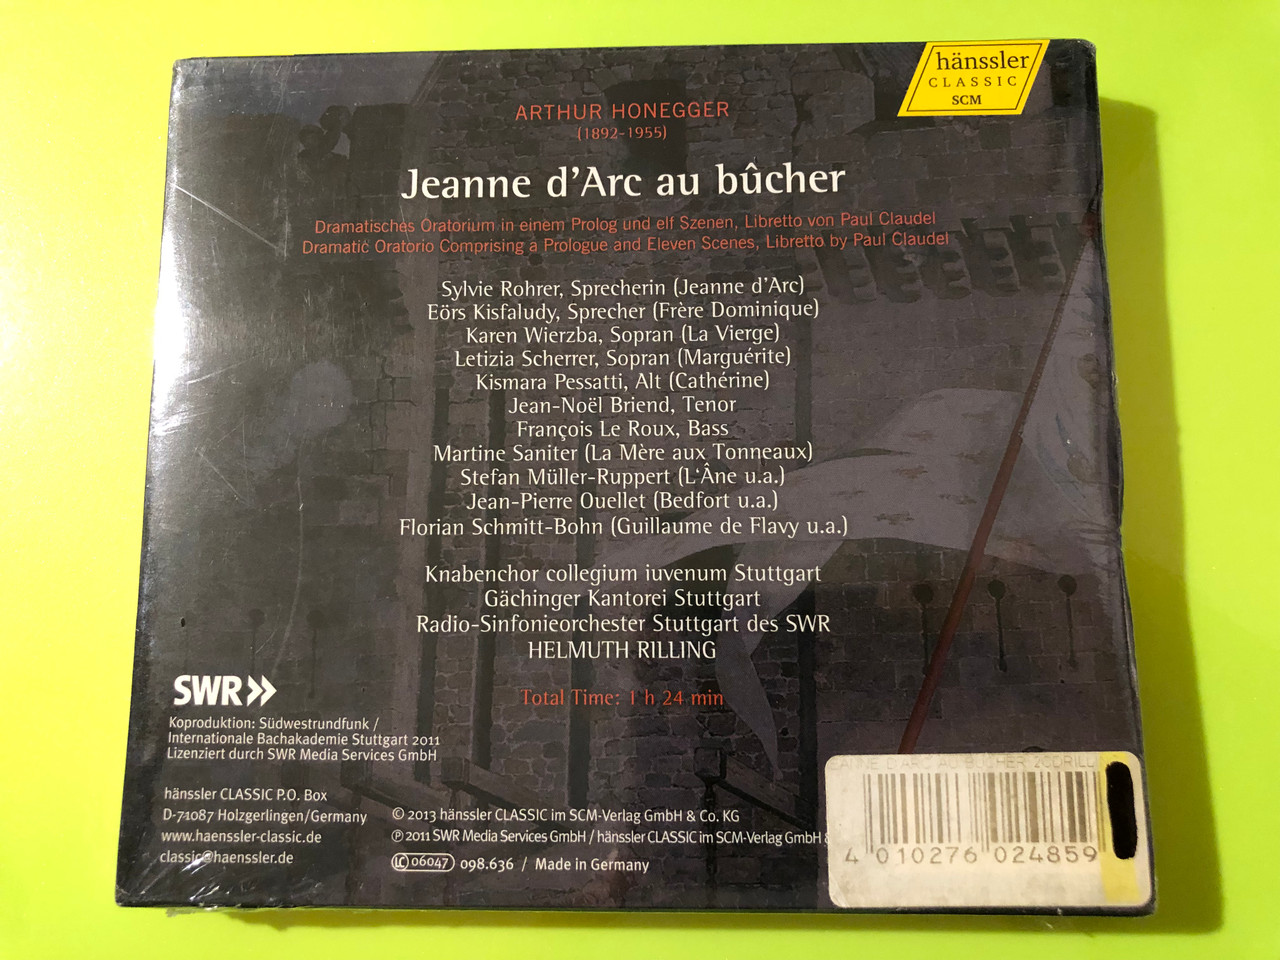 hänssler
CLASSIC
SCM
ARTHUR HONEGGER
(1892-1955)
Jeanne d'Arc au bûcher
Dramatisches Oratorium in einem Prolog und elf Szenen, Libretto von Paul Claudel
Dramatic Oratorio Comprising a Prologue and Eleven Scenes, Libretto by Paul Claudel
Sylvie Rohrer, Sprecherin (Jeanne d'Arc)
Eörs Kisfaludy, Sprecher (Frère Dominique)
Karen Wierzba, Sopran (La Vierge)
Letizia Scherrer, Sopran (Marguérite)
Kismara Pessatti, Alt (Cathérine)
Jean-Noël Briend, Tenor
François Le Roux, Bass
Martine Saniter (La Mère aux Tonneaux)
Stefan Müller-Ruppert (L‘Âne u.a.)
Jean-Pierre Ouellet (Bedfort u.a.)
Florian Schmitt-Bohn (Guillaume de Flavy u.a.)
Knabenchor collegium iuvenum Stuttgart
Gächinger Kantorei Stuttgart
Radio-Sinfonieorchester Stuttgart des SWR
HELMUTH RILLING
Total Time: 1 h 24 min
SWR
Koproduktion: Südwestrundfunk /
Internationale Bachakademie Stuttgart 2011
Lizenziert durch SWR Media Services GmbH
hänssler CLASSIC P.O. Box
D-71087 Holzgerlingen/Germany
www.haenssler-classic.de
classic@haenssler.de
© 2013 hänssler CLASSIC im SCM-Verlag GmbH & Co. KG
℗ 2011 SWR Media Services GmbH / hänssler CLASSIC im SCM-Verlag GmbH &
LC 06047 098.636 / Made in Germany
ANNE D'ARC AU BUCHER 2CDRILL
4 010276 024859